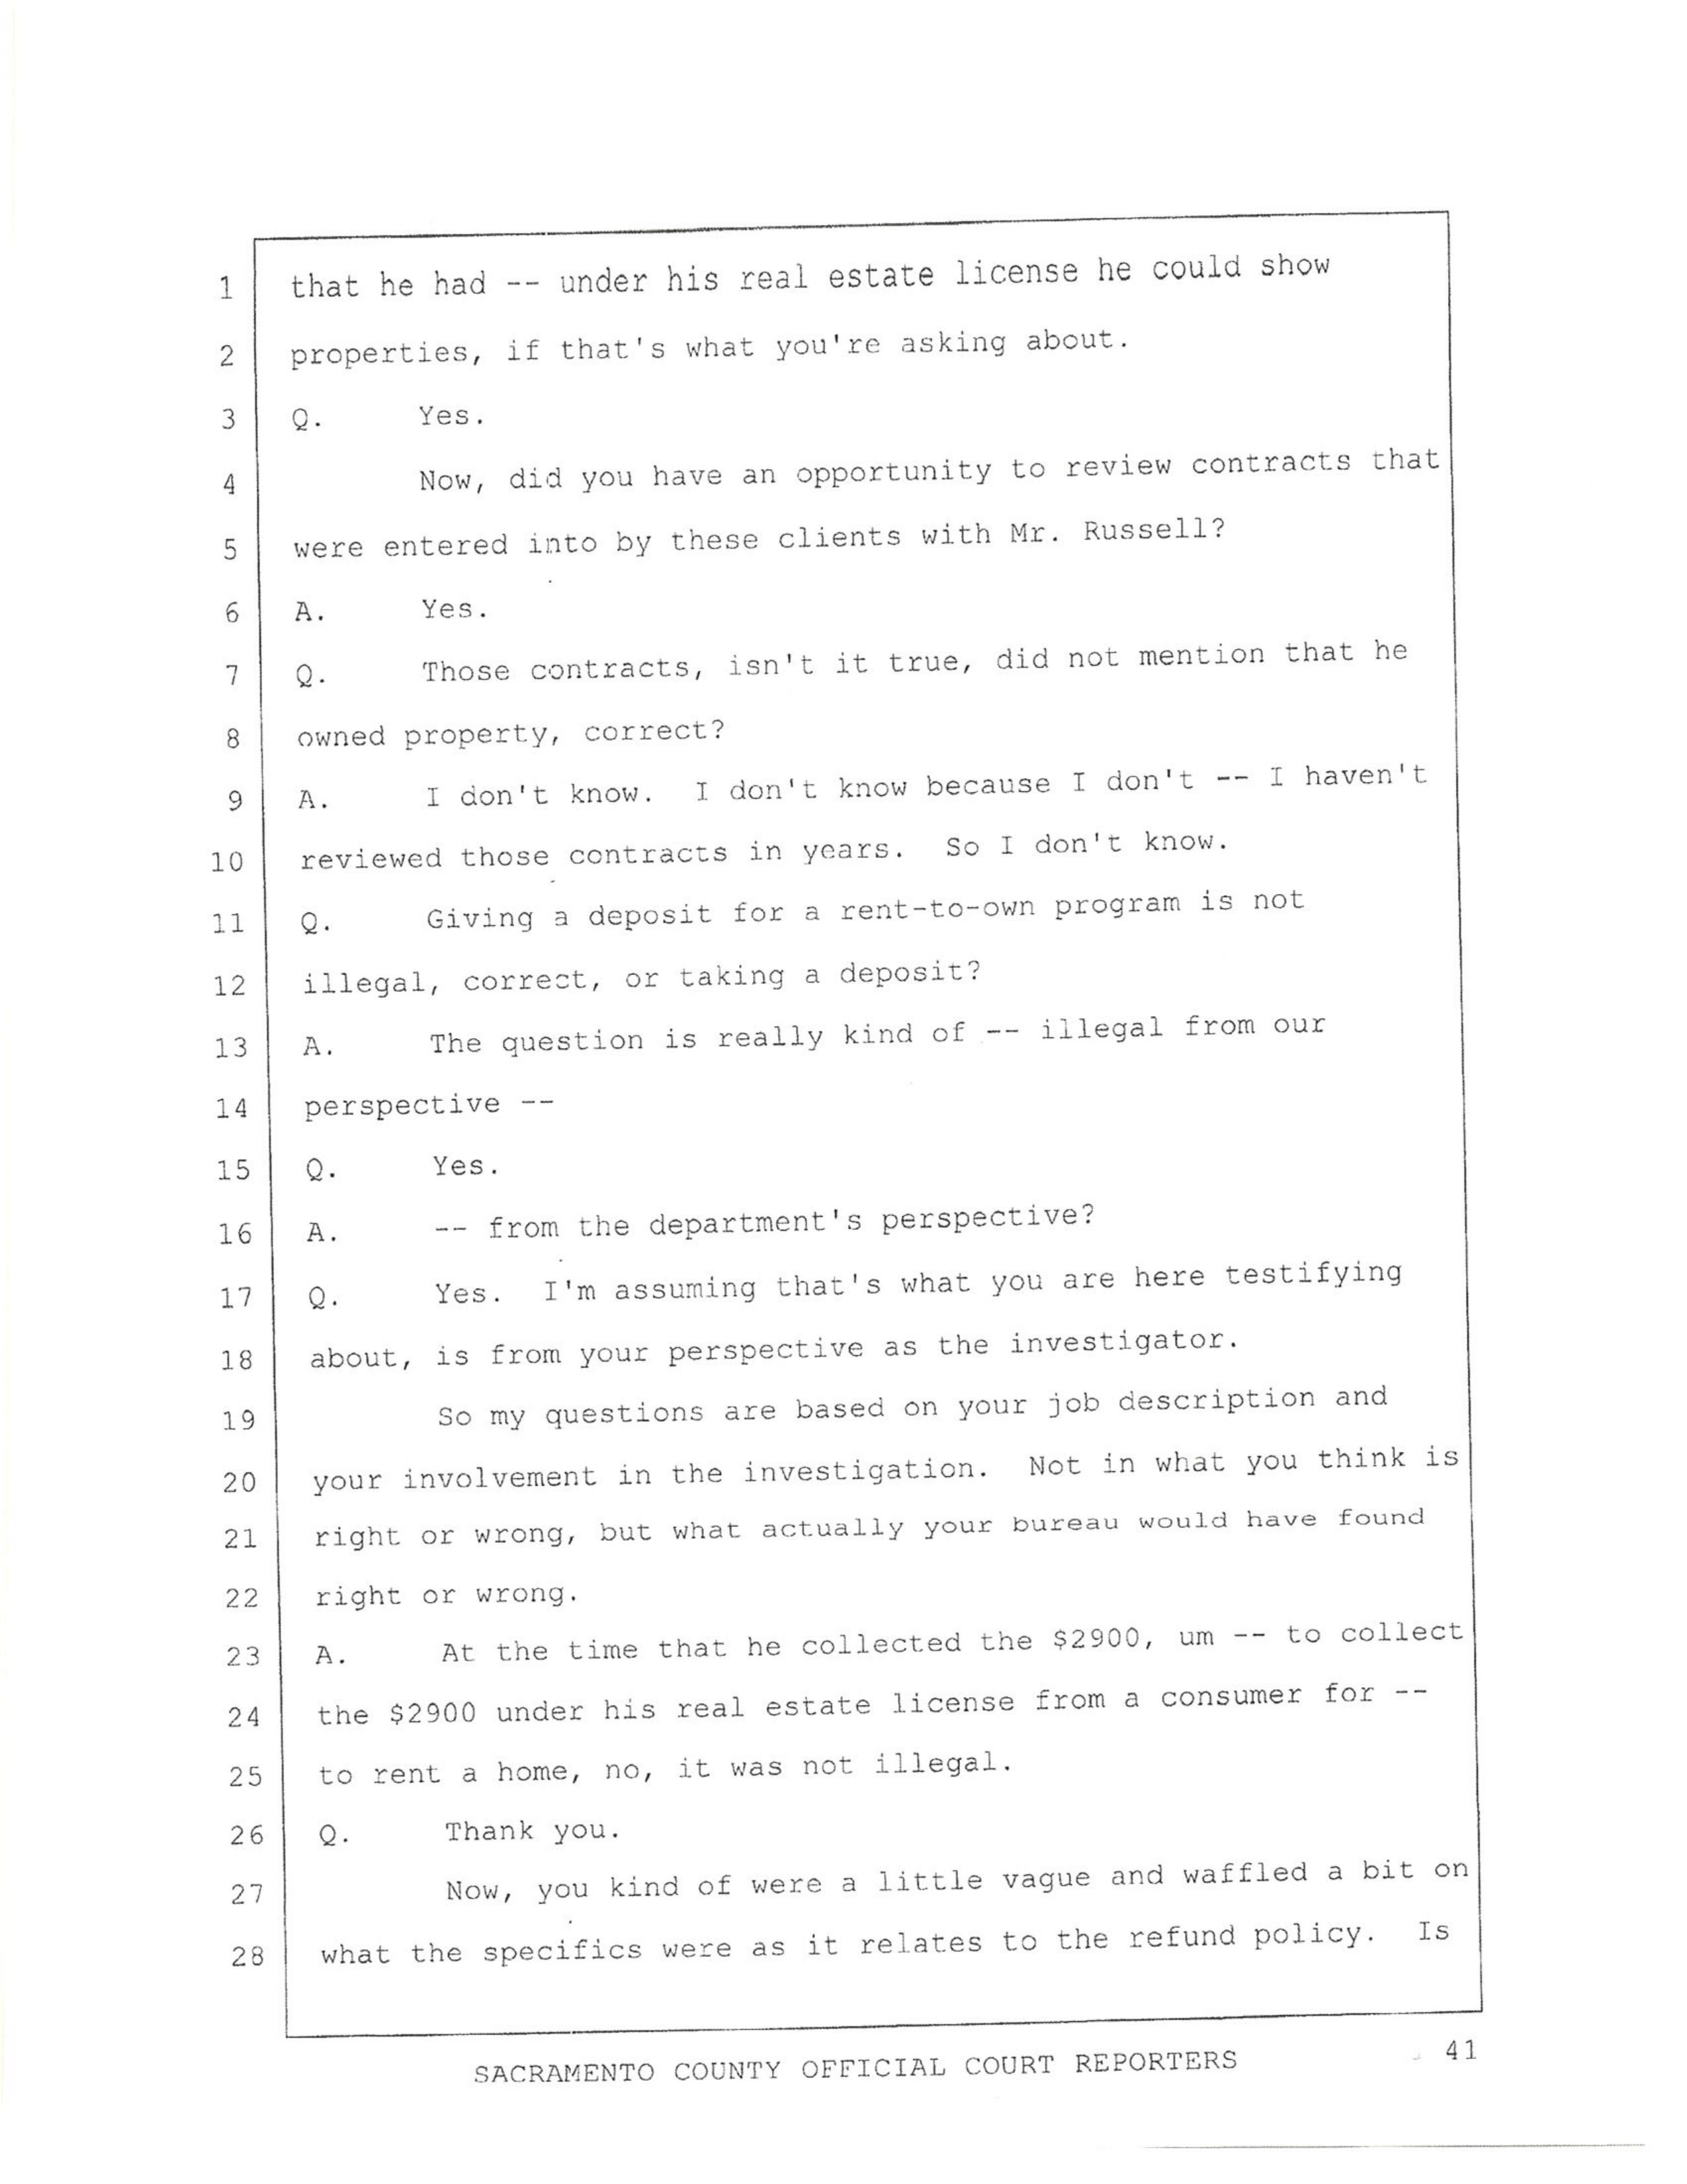 1 that he had -- under his real estate license he could show
2 properties, if that's what you're asking about.
3 Q. Yes.
4 Now, did you have an opportunity to review contracts that
5 were entered into by these clients with Mr. Russell?
6 A. Yes.
7 Q. Those contracts, isn't it true, did not mention that he
8 owned property, correct?
9 A. I don't know. I don't know because I don't -- I haven't
10 reviewed those contracts in years. So I don't know.
11 Q. Giving a deposit for a rent-to-own program is not
12 illegal, correct, or taking a deposit?
13 A. The question is really kind of -- illegal from our
14 perspective --
15 Q. Yes.
16 A. -- from the department's perspective?
17 Q. Yes. I'm assuming that's what you are here testifying
18 about, is from your perspective as the investigator.
19 So my questions are based on your job description and
20 your involvement in the investigation. Not in what you think is
21 right or wrong, but what actually your bureau would have found
22 right or wrong.
23 A. At the time that he collected the $2900, um -- to collect
24 the $2900 under his real estate license from a consumer for --
25 to rent a home, no, it was not illegal.
26 Q. Thank you.
27 Now, you kind of were a little vague and waffled a bit on
28 what the specifics were as it relates to the refund policy. Is
SACRAMENTO COUNTY OFFICIAL COURT REPORTERS 41